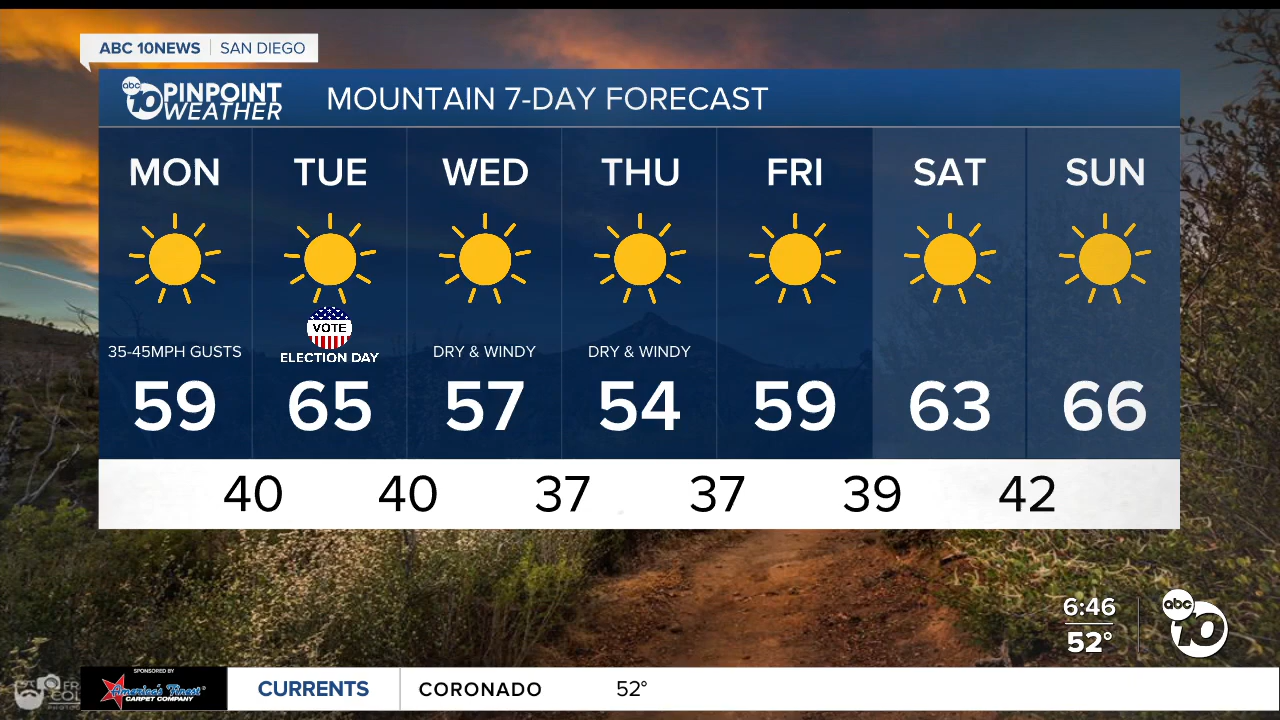 ABC 10NEWS | SAN DIEGO
abc 10 PINPOINT WEATHER
MOUNTAIN 7-DAY FORECAST
MON TUE WED THU FRI SAT SUN
VOTE
35-45MPH GUSTS ELECTION DAY DRY & WINDY DRY & WINDY
59 65 57 54 59 63 66
40 40 37 37 39 42
6:46
52°
abc 10
SPONSORED BY
America's Finest
CARPET COMPANY
CURRENTS CORONADO 52°